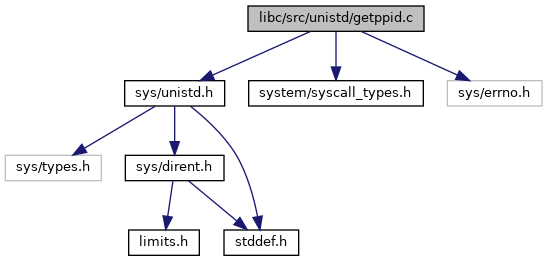 libc/src/unistd/getppid.c
sys/unistd.h
system/syscall_types.h
sys/errno.h
sys/types.h
sys/dirent.h
limits.h
stddef.h